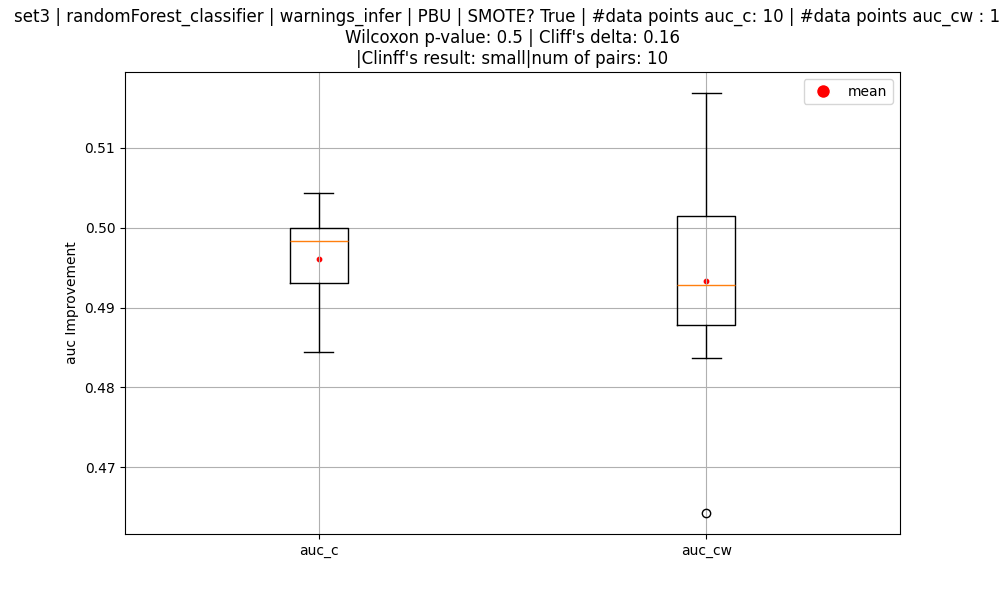 set3 | randomForest_classifier | warnings_infer | PBU | SMOTE? True | #data points auc_c: 10 | #data points auc_cw : 1
Wilcoxon p-value: 0.5 | Cliff's delta: 0.16
|Clinff's result: small|num of pairs: 10
mean
0.51
0.50
0.49
0.48
0.47
auc Improvement
auc_c
auc_cw